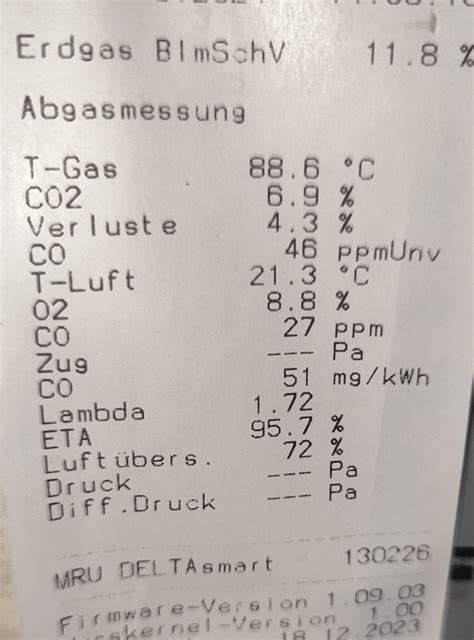 Erdgas BImSchV 11.8 %
Abgasmessung
T-Gas 88.6 °C
CO2 6.9 %
Verluste 4.3 %
CO 46 ppmUnv
T-Luft 21.3 °C
O2 8.8 %
CO 27 ppm
Zug --- Pa
CO 51 mg/kWh
Lambda 1.72
ETA 95.7 %
Luftübers. 72 %
Druck --- Pa
Diff.Druck --- Pa
MRU DELTAsmart 130226
Firmware-Version 1.09.03
-Version 1.00
18.12.2023